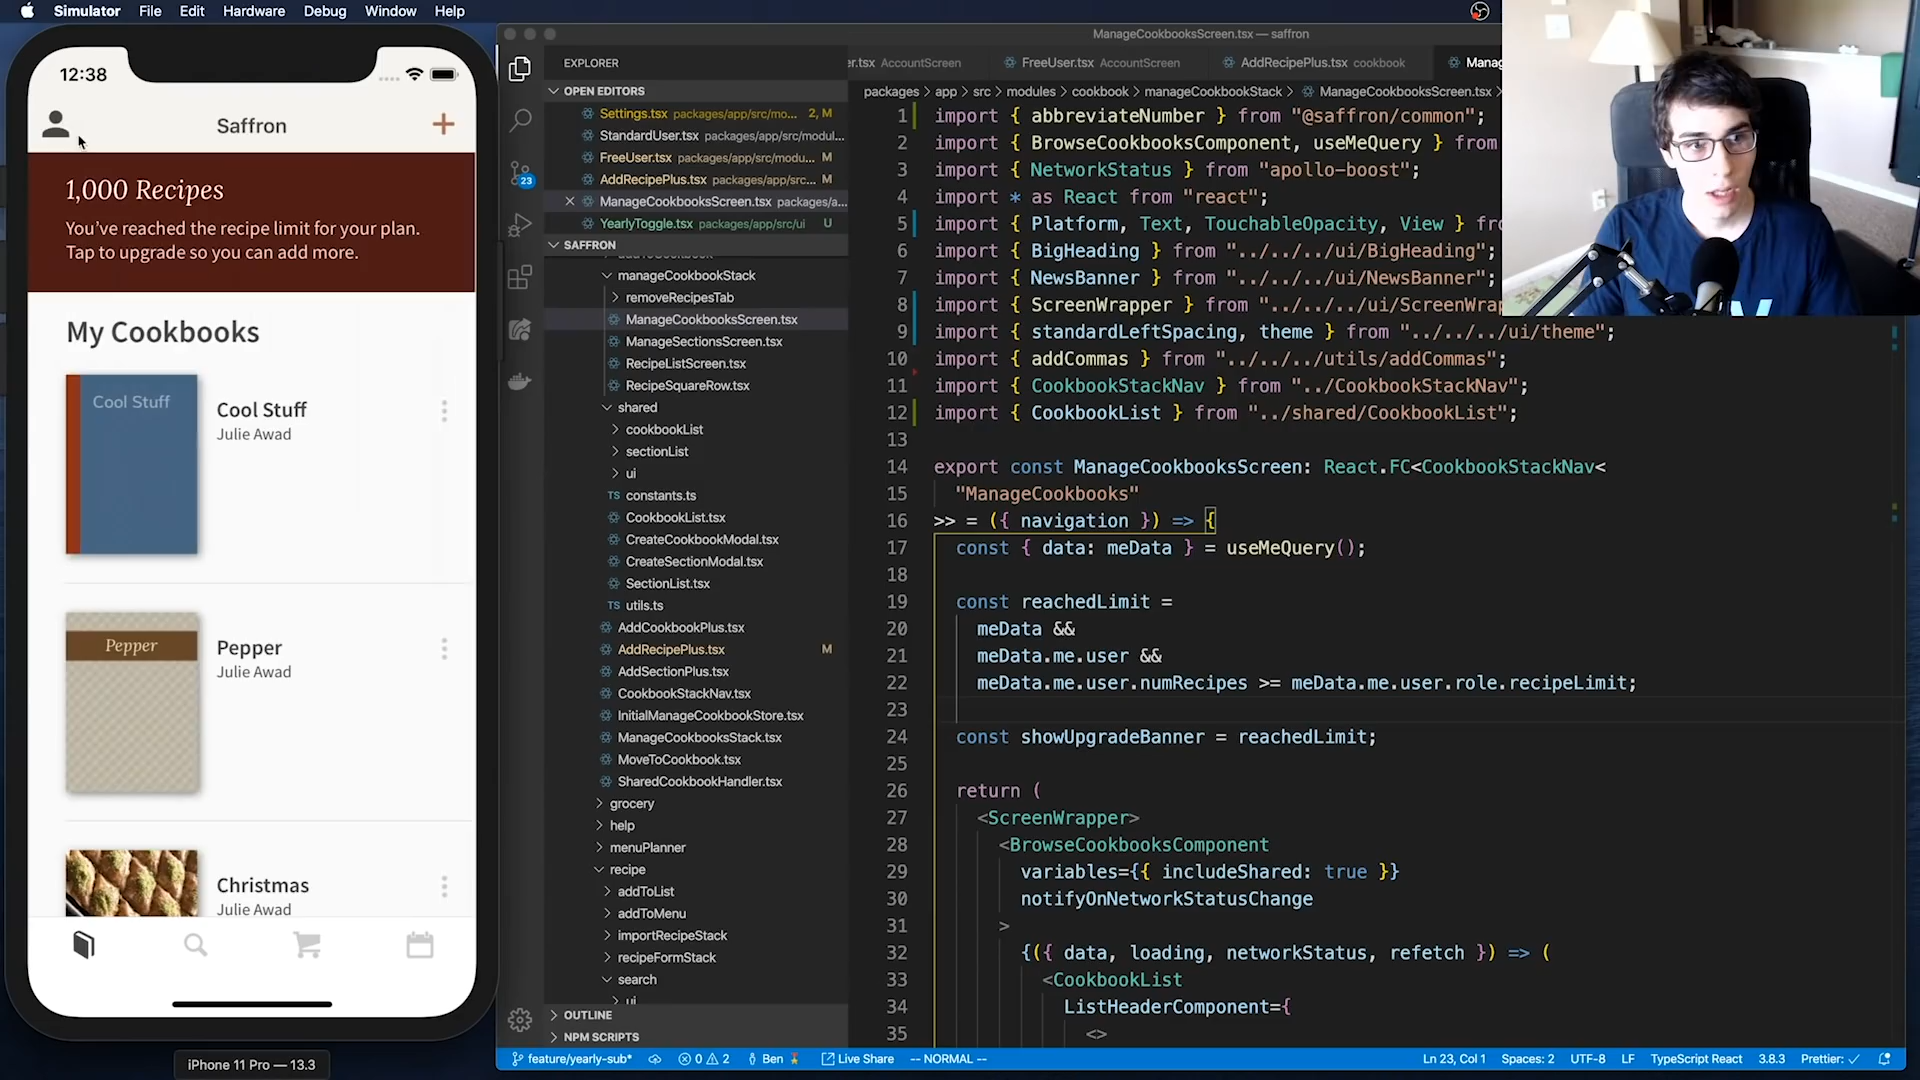 Simulator File Edit Hardware Debug Window Help
12:38
Saffron
1,000 Recipes
You've reached the recipe limit for your plan.
Tap to upgrade so you can add more.
My Cookbooks
Cool Stuff
Cool Stuff
Julie Awad
Pepper
Pepper
Julie Awad
Christmas
Julie Awad
iPhone 11 Pro — 13.3
ManageCookbooksScreen.tsx — saffron
EXPLORER
OPEN EDITORS
Settings.tsx packages/app/src/mo... 2, M
StandardUser.tsx packages/app/src/modul...
FreeUser.tsx packages/app/src/modu... M
AddRecipePlus.tsx packages/app/src... M
ManageCookbooksScreen.tsx packages/a...
YearlyToggle.tsx packages/app/src/ui U
23
SAFFRON
manageCookbookStack
removeRecipesTab
ManageCookbooksScreen.tsx
ManageSectionsScreen.tsx
RecipeListScreen.tsx
RecipeSquareRow.tsx
shared
cookbookList
sectionList
ui
TS constants.ts
CookbookList.tsx
CreateCookbookModal.tsx
CreateSectionModal.tsx
SectionList.tsx
TS utils.ts
AddCookbookPlus.tsx
AddRecipePlus.tsx M
AddSectionPlus.tsx
CookbookStackNav.tsx
InitialManageCookbookStore.tsx
ManageCookbooksStack.tsx
MoveToCookbook.tsx
SharedCookbookHandler.tsx
grocery
help
menuPlanner
recipe
addToList
addToMenu
importRecipeStack
recipeFormStack
search
ui
OUTLINE
NPM SCRIPTS
er.tsx AccountScreen FreeUser.tsx AccountScreen AddRecipePlus.tsx cookbook Manag
packages > app > src > modules > cookbook > manageCookbookStack > ManageCookbooksScreen.tsx >
1 import { abbreviateNumber } from "@saffron/common";
2 import { BrowseCookbooksComponent, useMeQuery } from
3 import { NetworkStatus } from "apollo-boost";
4 import * as React from "react";
5 import { Platform, Text, TouchableOpacity, View } fro
6 import { BigHeading } from "../../../ui/BigHeading";
7 import { NewsBanner } from "../../../ui/NewsBanner";
8 import { ScreenWrapper } from "../../../ui/ScreenWrap
9 import { standardLeftSpacing, theme } from "../../../ui/theme";
10 import { addCommas } from "../../../utils/addCommas";
11 import { CookbookStackNav } from "../CookbookStackNav";
12 import { CookbookList } from "../shared/CookbookList";
13
14 export const ManageCookbooksScreen: React.FC<CookbookStackNav<
15 "ManageCookbooks"
16 >> = ({ navigation }) => {
17 const { data: meData } = useMeQuery();
18
19 const reachedLimit =
20 meData &&
21 meData.me.user &&
22 meData.me.user.numRecipes >= meData.me.user.role.recipeLimit;
23
24 const showUpgradeBanner = reachedLimit;
25
26 return (
27 <ScreenWrapper>
28 <BrowseCookbooksComponent
29 variables={{ includeShared: true }}
30 notifyOnNetworkStatusChange
31 >
32 {({ data, loading, networkStatus, refetch }) => (
33 <CookbookList
34 ListHeaderComponent={
35 <>
feature/yearly-sub* 0 2 Ben Live Share -- NORMAL -- Ln 23, Col 1 Spaces: 2 UTF-8 LF TypeScript React 3.8.3 Prettier: ✓